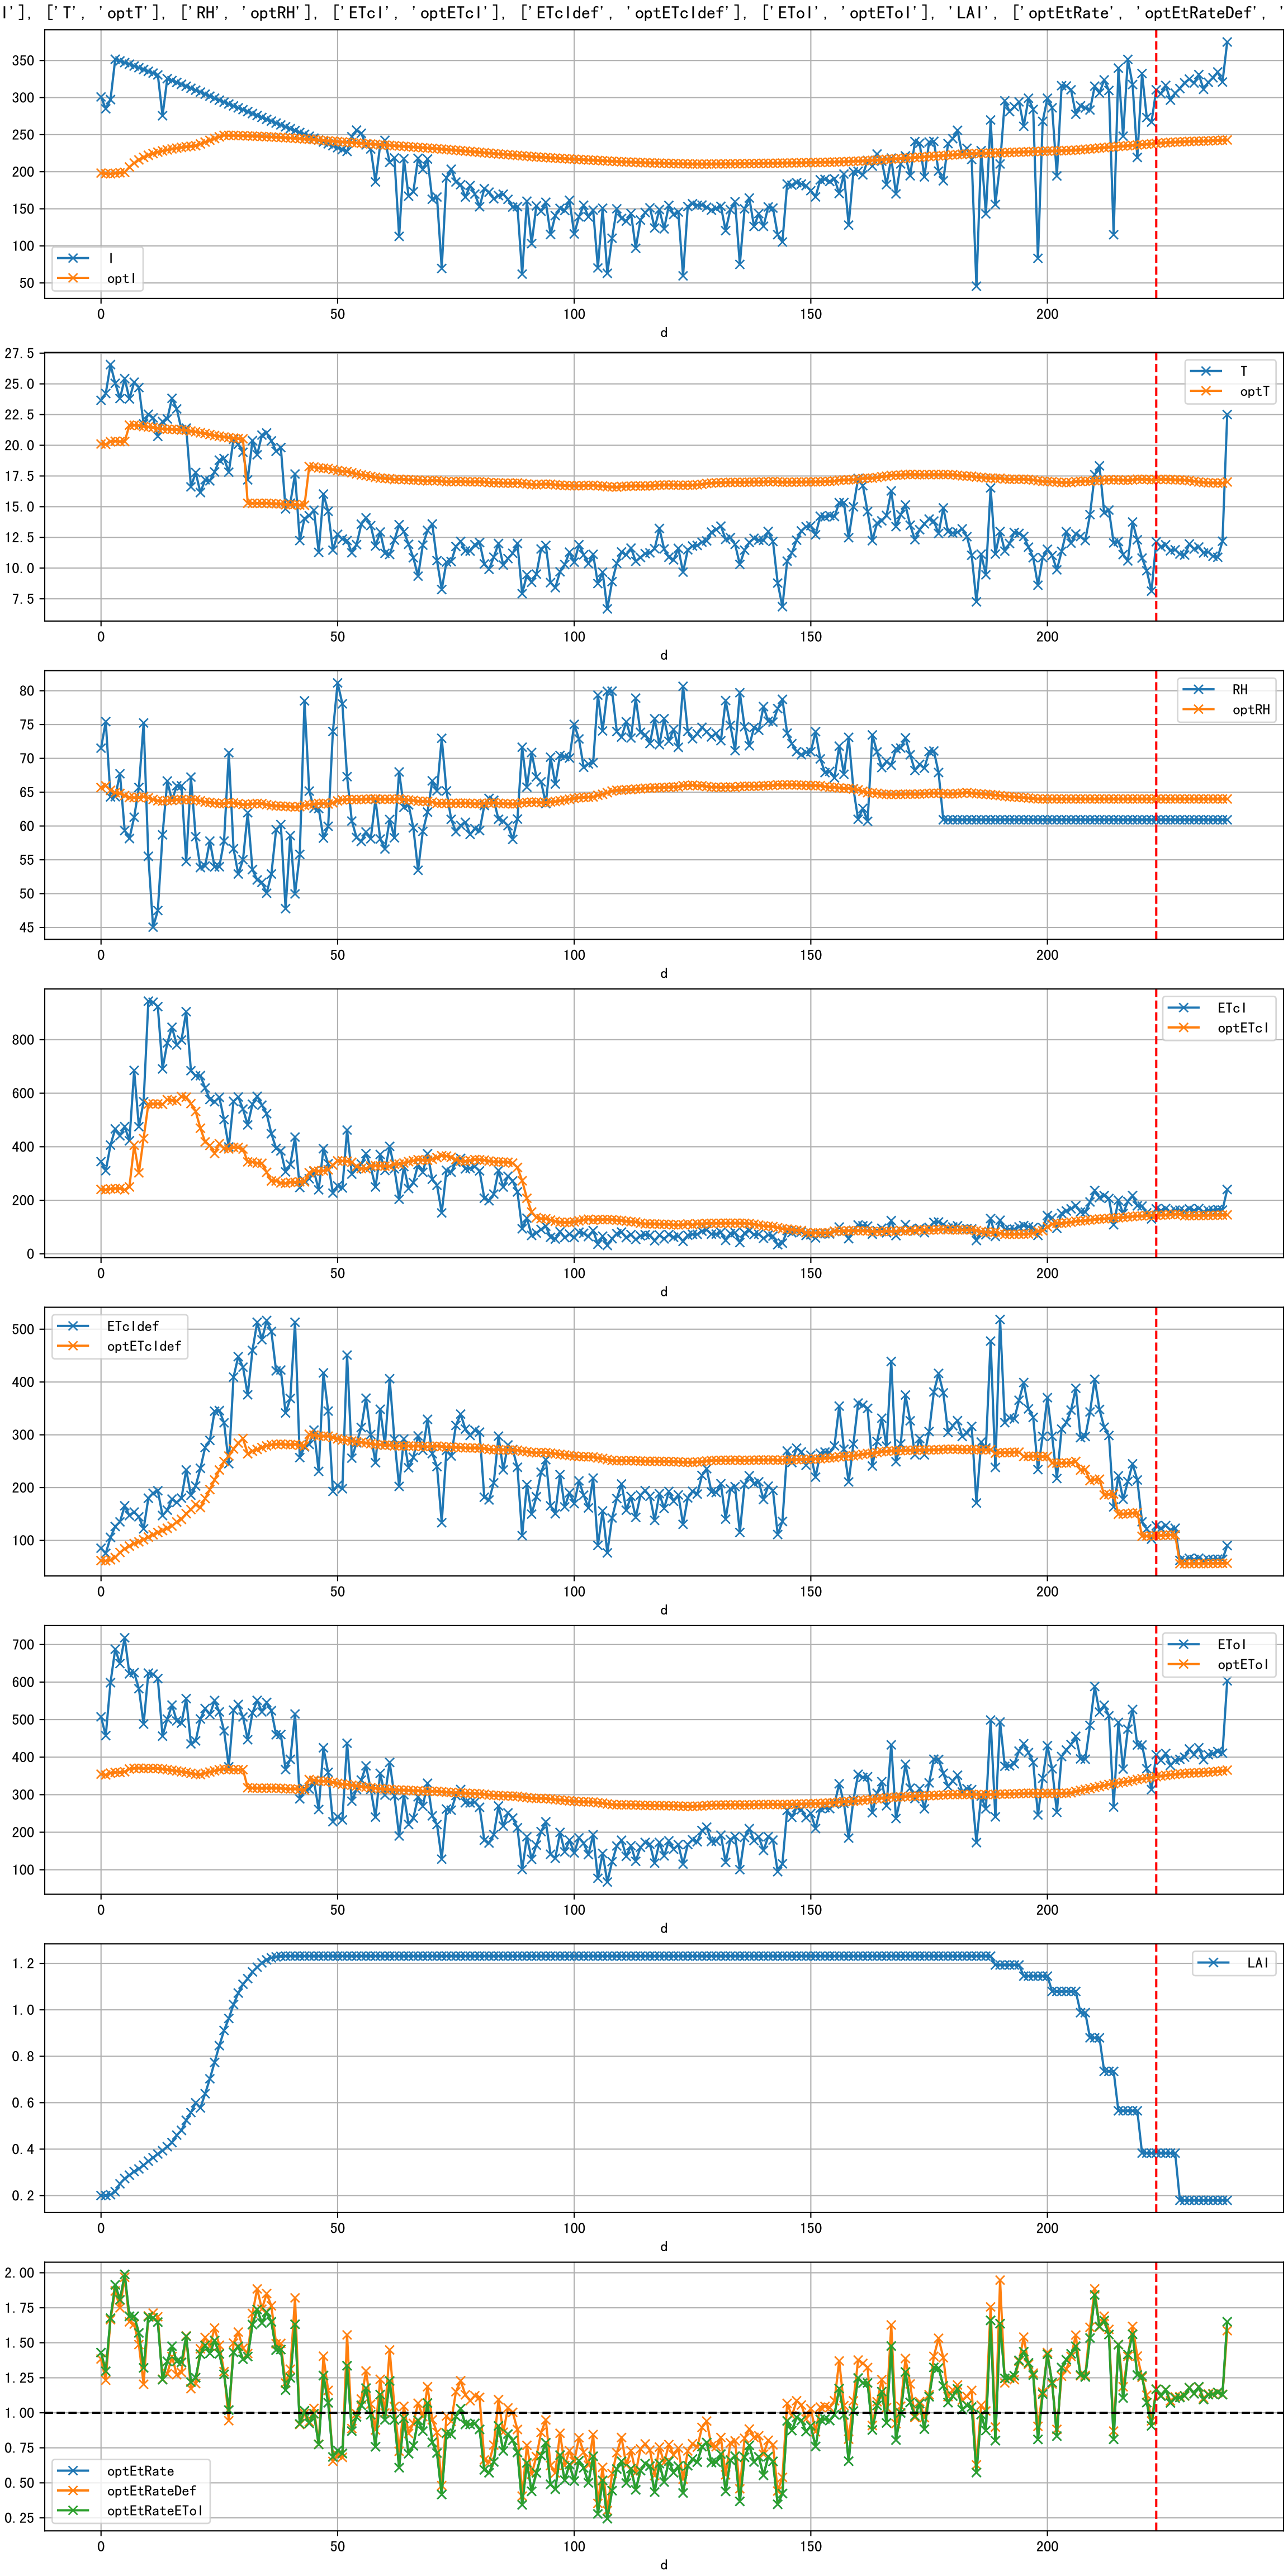 I'], ['T', 'optT'], ['RH', 'optRH'], ['ETcI', 'optETcI'], ['ETcIdef', 'optETcIdef'], ['EToI', 'optEToI'], 'LAI', ['optEtRate', 'optEtRateDef', '
350
300
250
200
150
100
50
I
optI
0 50 100 150 200
d
27.5
25.0
22.5
20.0
17.5
15.0
12.5
10.0
7.5
T
optT
0 50 100 150 200
d
80
75
70
65
60
55
50
45
RH
optRH
0 50 100 150 200
d
800
600
400
200
0
ETcI
optETcI
0 50 100 150 200
d
500
400
300
200
100
ETcIdef
optETcIdef
0 50 100 150 200
d
700
600
500
400
300
200
100
EToI
optEToI
0 50 100 150 200
d
1.2
1.0
0.8
0.6
0.4
0.2
LAI
0 50 100 150 200
d
2.00
1.75
1.50
1.25
1.00
0.75
0.50
0.25
optEtRate
optEtRateDef
optEtRateEToI
0 50 100 150 200
d